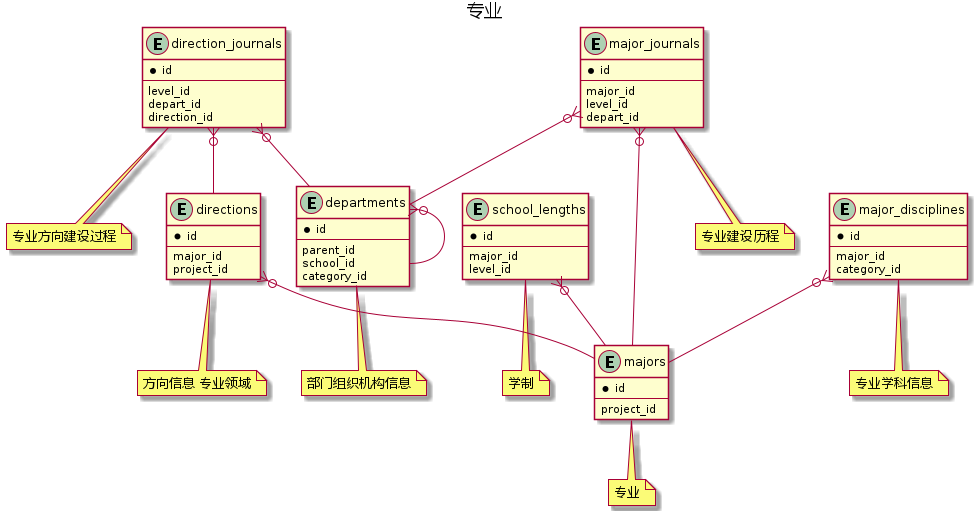 专业
E direction_journals
id
level_id
depart_id
direction_id
E major_journals
id
major_id
level_id
depart_id
专业方向建设过程
E directions
id
major_id
project_id
E departments
id
parent_id
school_id
category_id
E school_lengths
id
major_id
level_id
专业建设历程
E major_disciplines
id
major_id
category_id
方向信息 专业领域
部门组织机构信息
学制
E majors
id
project_id
专业学科信息
专业